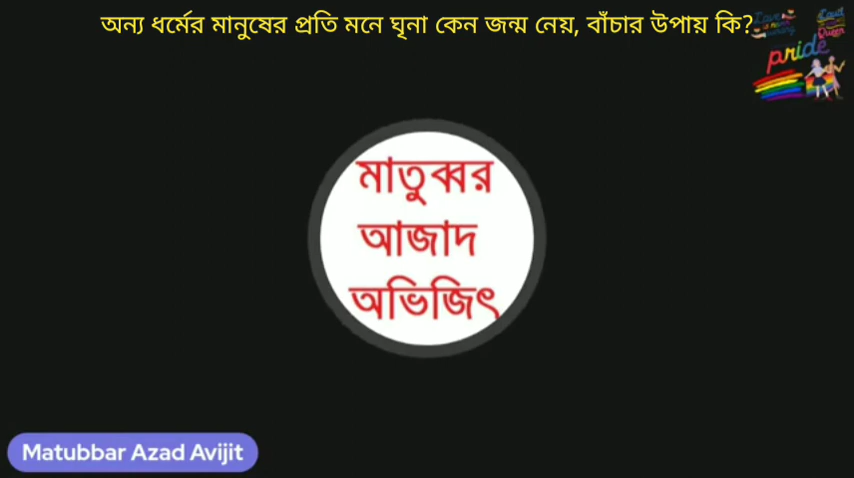 অন্য ধর্মের মানুষের প্রতি মনে ঘৃনা কেন জন্ম নেয়, বাঁচার উপায় কি?
pride
মাতুব্বর
আজাদ
অভিজিৎ
Matubbar Azad Avijit